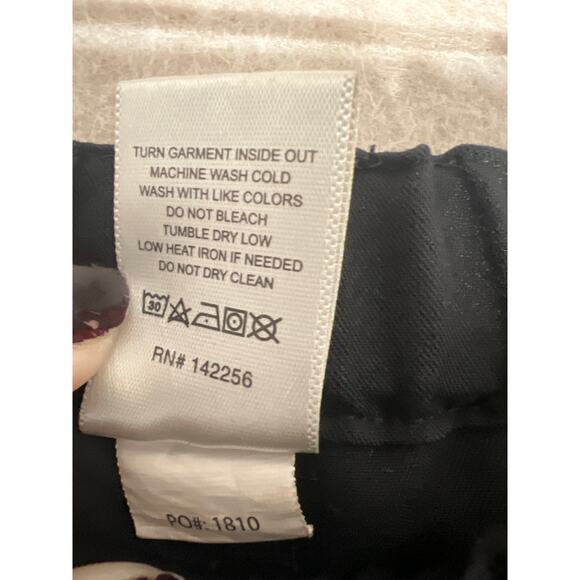 TURN GARMENT INSIDE OUT
MACHINE WASH COLD
WASH WITH LIKE COLORS
DO NOT BLEACH
TUMBLE DRY LOW
LOW HEAT IRON IF NEEDED
DO NOT DRY CLEAN
30
RN# 142256
PO#: 1810